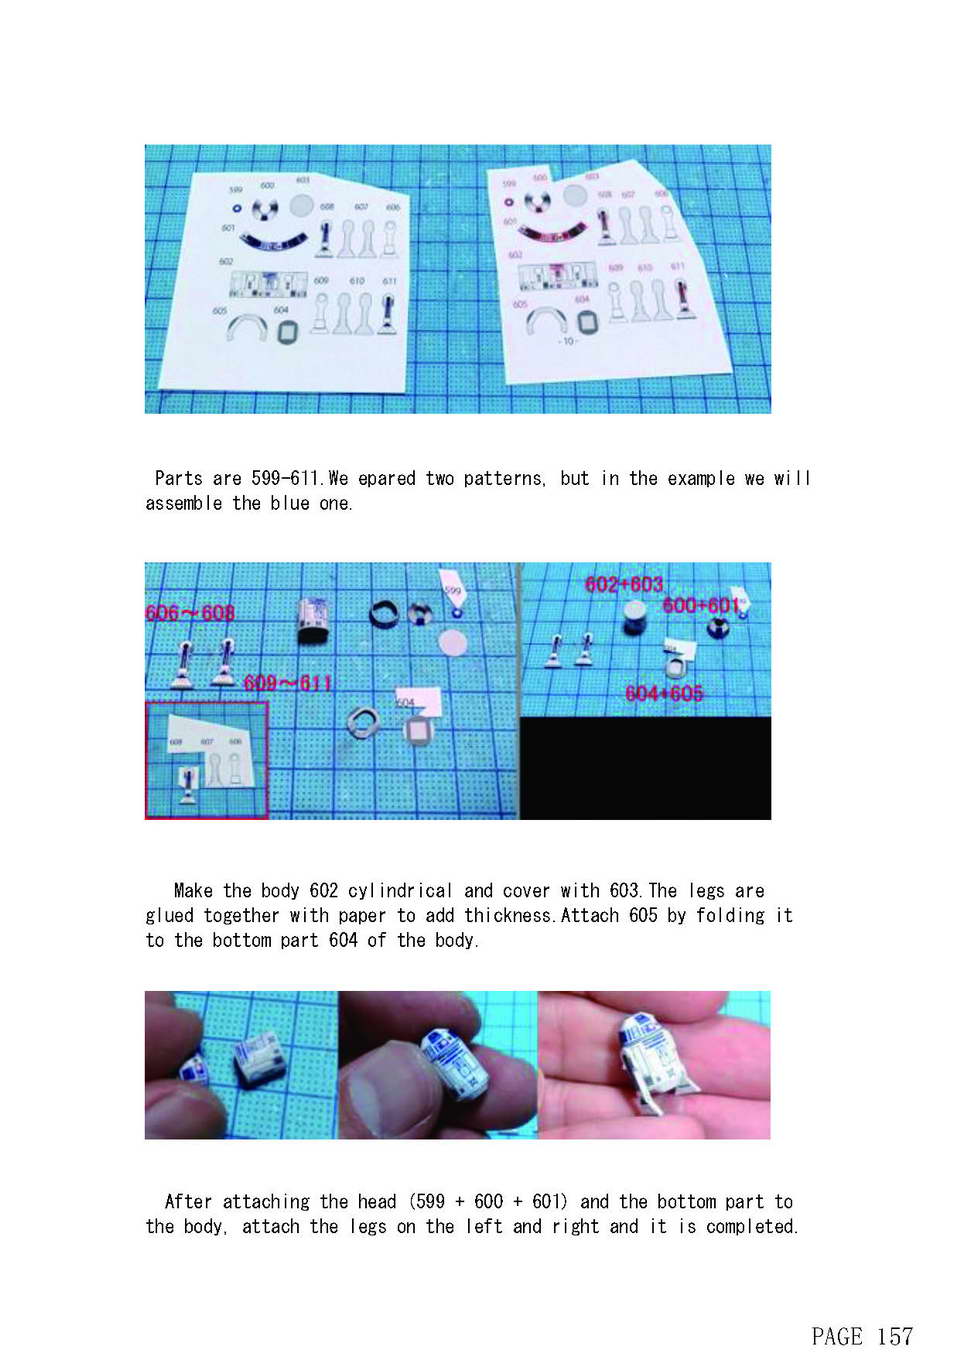 599 600 603
608 607 606
601
602
609 610 611
605 604
599 600 603
608 607 606
601
602
609 610 611
605 604
- 10 -
Parts are 599-611.We epared two patterns, but in the example we will
assemble the blue one.
606～608
609～611
599
604
608 607 606
602+603
600+601
604+605
Make the body 602 cylindrical and cover with 603.The legs are
glued together with paper to add thickness.Attach 605 by folding it
to the bottom part 604 of the body.
After attaching the head (599 + 600 + 601) and the bottom part to
the body, attach the legs on the left and right and it is completed.
PAGE 157